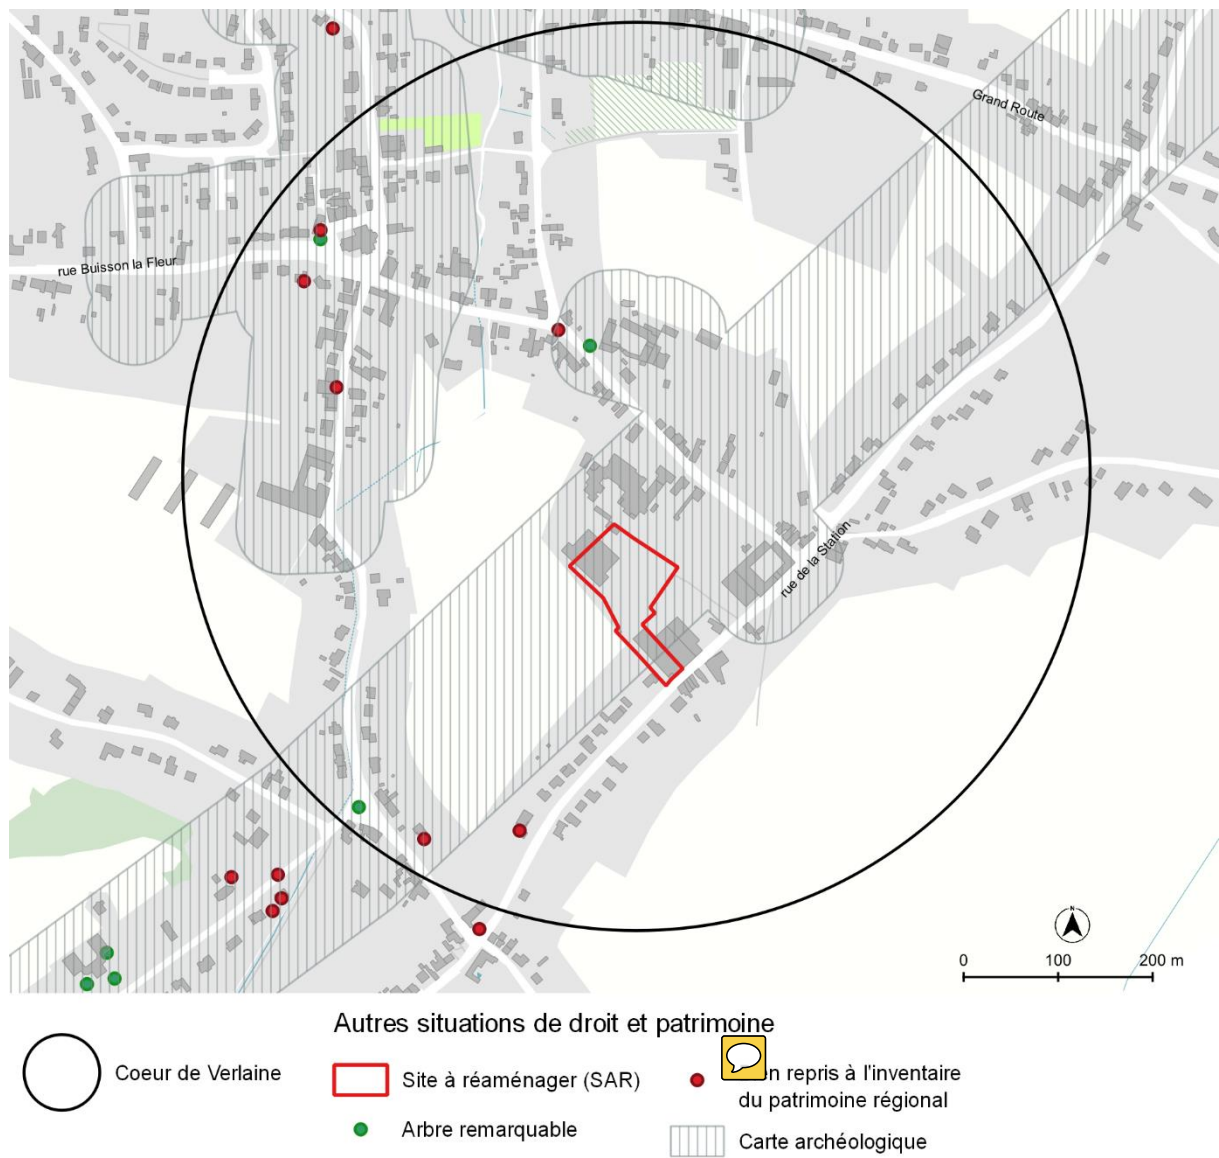 Grand Route
rue Buisson la Fleur
rue de la Station
N
0 100 200 m
Autres situations de droit et patrimoine
Coeur de Verlaine
Site à réaménager (SAR)
en repris à l'inventaire
du patrimoine régional
Arbre remarquable
Carte archéologique